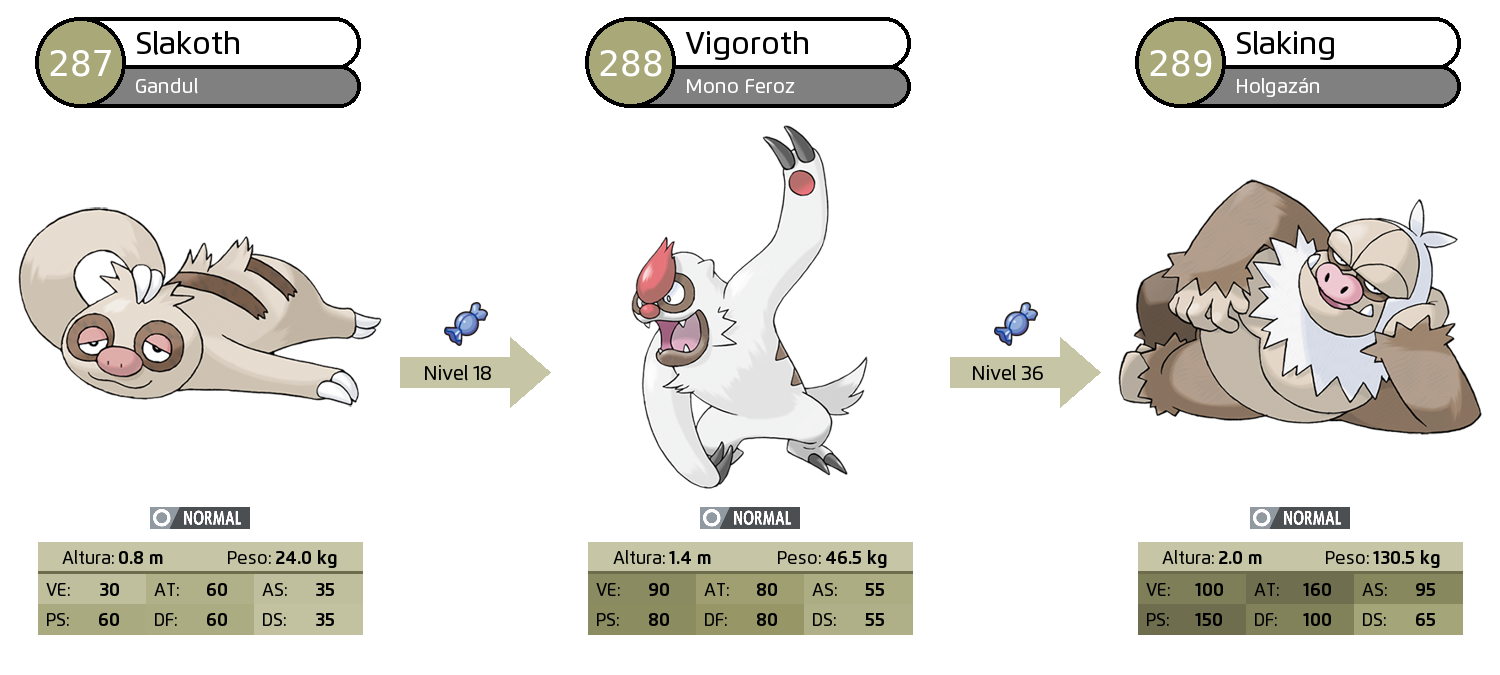 287 Slakoth
Gandul
288 Vigoroth
Mono Feroz
289 Slaking
Holgazán
Nivel 18
Nivel 36
NORMAL
Altura: 0.8 m Peso: 24.0 kg
VE: 30 AT: 60 AS: 35
PS: 60 DF: 60 DS: 35
NORMAL
Altura: 1.4 m Peso: 46.5 kg
VE: 90 AT: 80 AS: 55
PS: 80 DF: 80 DS: 55
NORMAL
Altura: 2.0 m Peso: 130.5 kg
VE: 100 AT: 160 AS: 95
PS: 150 DF: 100 DS: 65